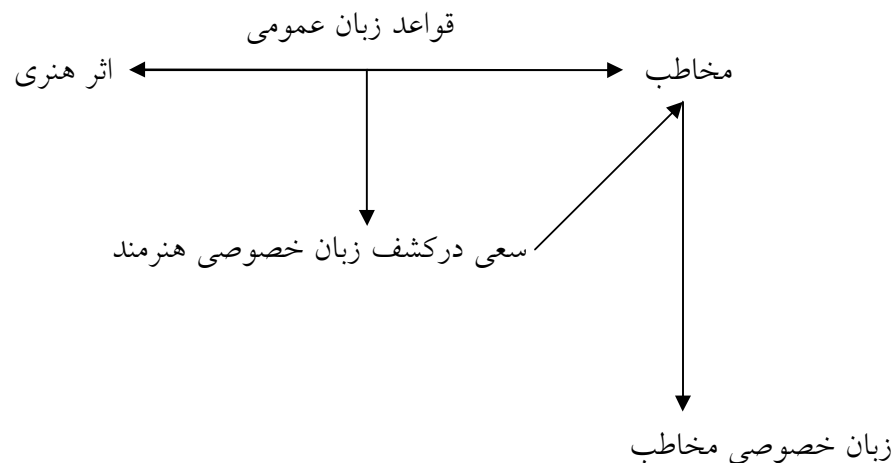 قواعد زبان عمومی
مخاطب
اثر هنری
سعی درکشف زبان خصوصی هنرمند
زبان خصوصی مخاطب